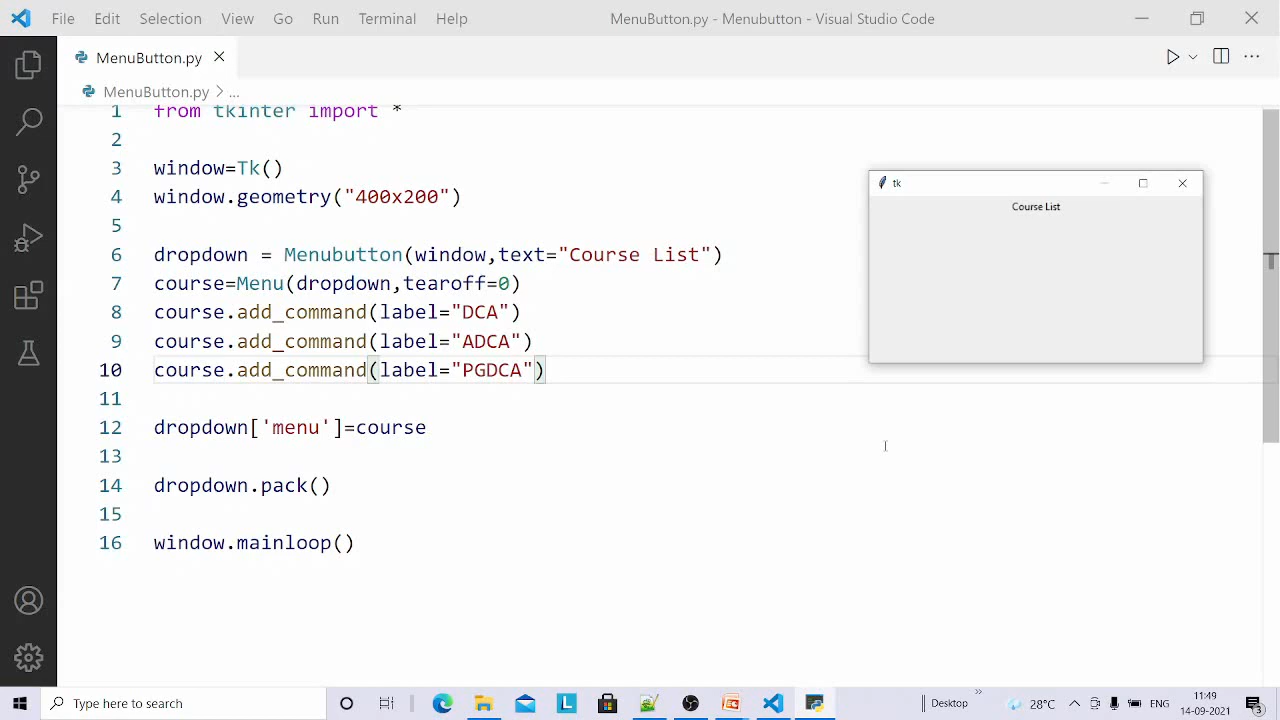 File Edit Selection View Go Run Terminal Help MenuButton.py - Menubutton - Visual Studio Code
MenuButton.py
MenuButton.py > ...
1 from tkinter import *
2
3 window=Tk()
4 window.geometry("400x200")
5
6 dropdown = Menubutton(window,text="Course List")
7 course=Menu(dropdown,tearoff=0)
8 course.add_command(label="DCA")
9 course.add_command(label="ADCA")
10 course.add_command(label="PGDCA")
11
12 dropdown['menu']=course
13
14 dropdown.pack()
15
16 window.mainloop()
tk
Course List
Type here to search
L
Desktop
28°C
ENG
11:49
14-09-2021
3